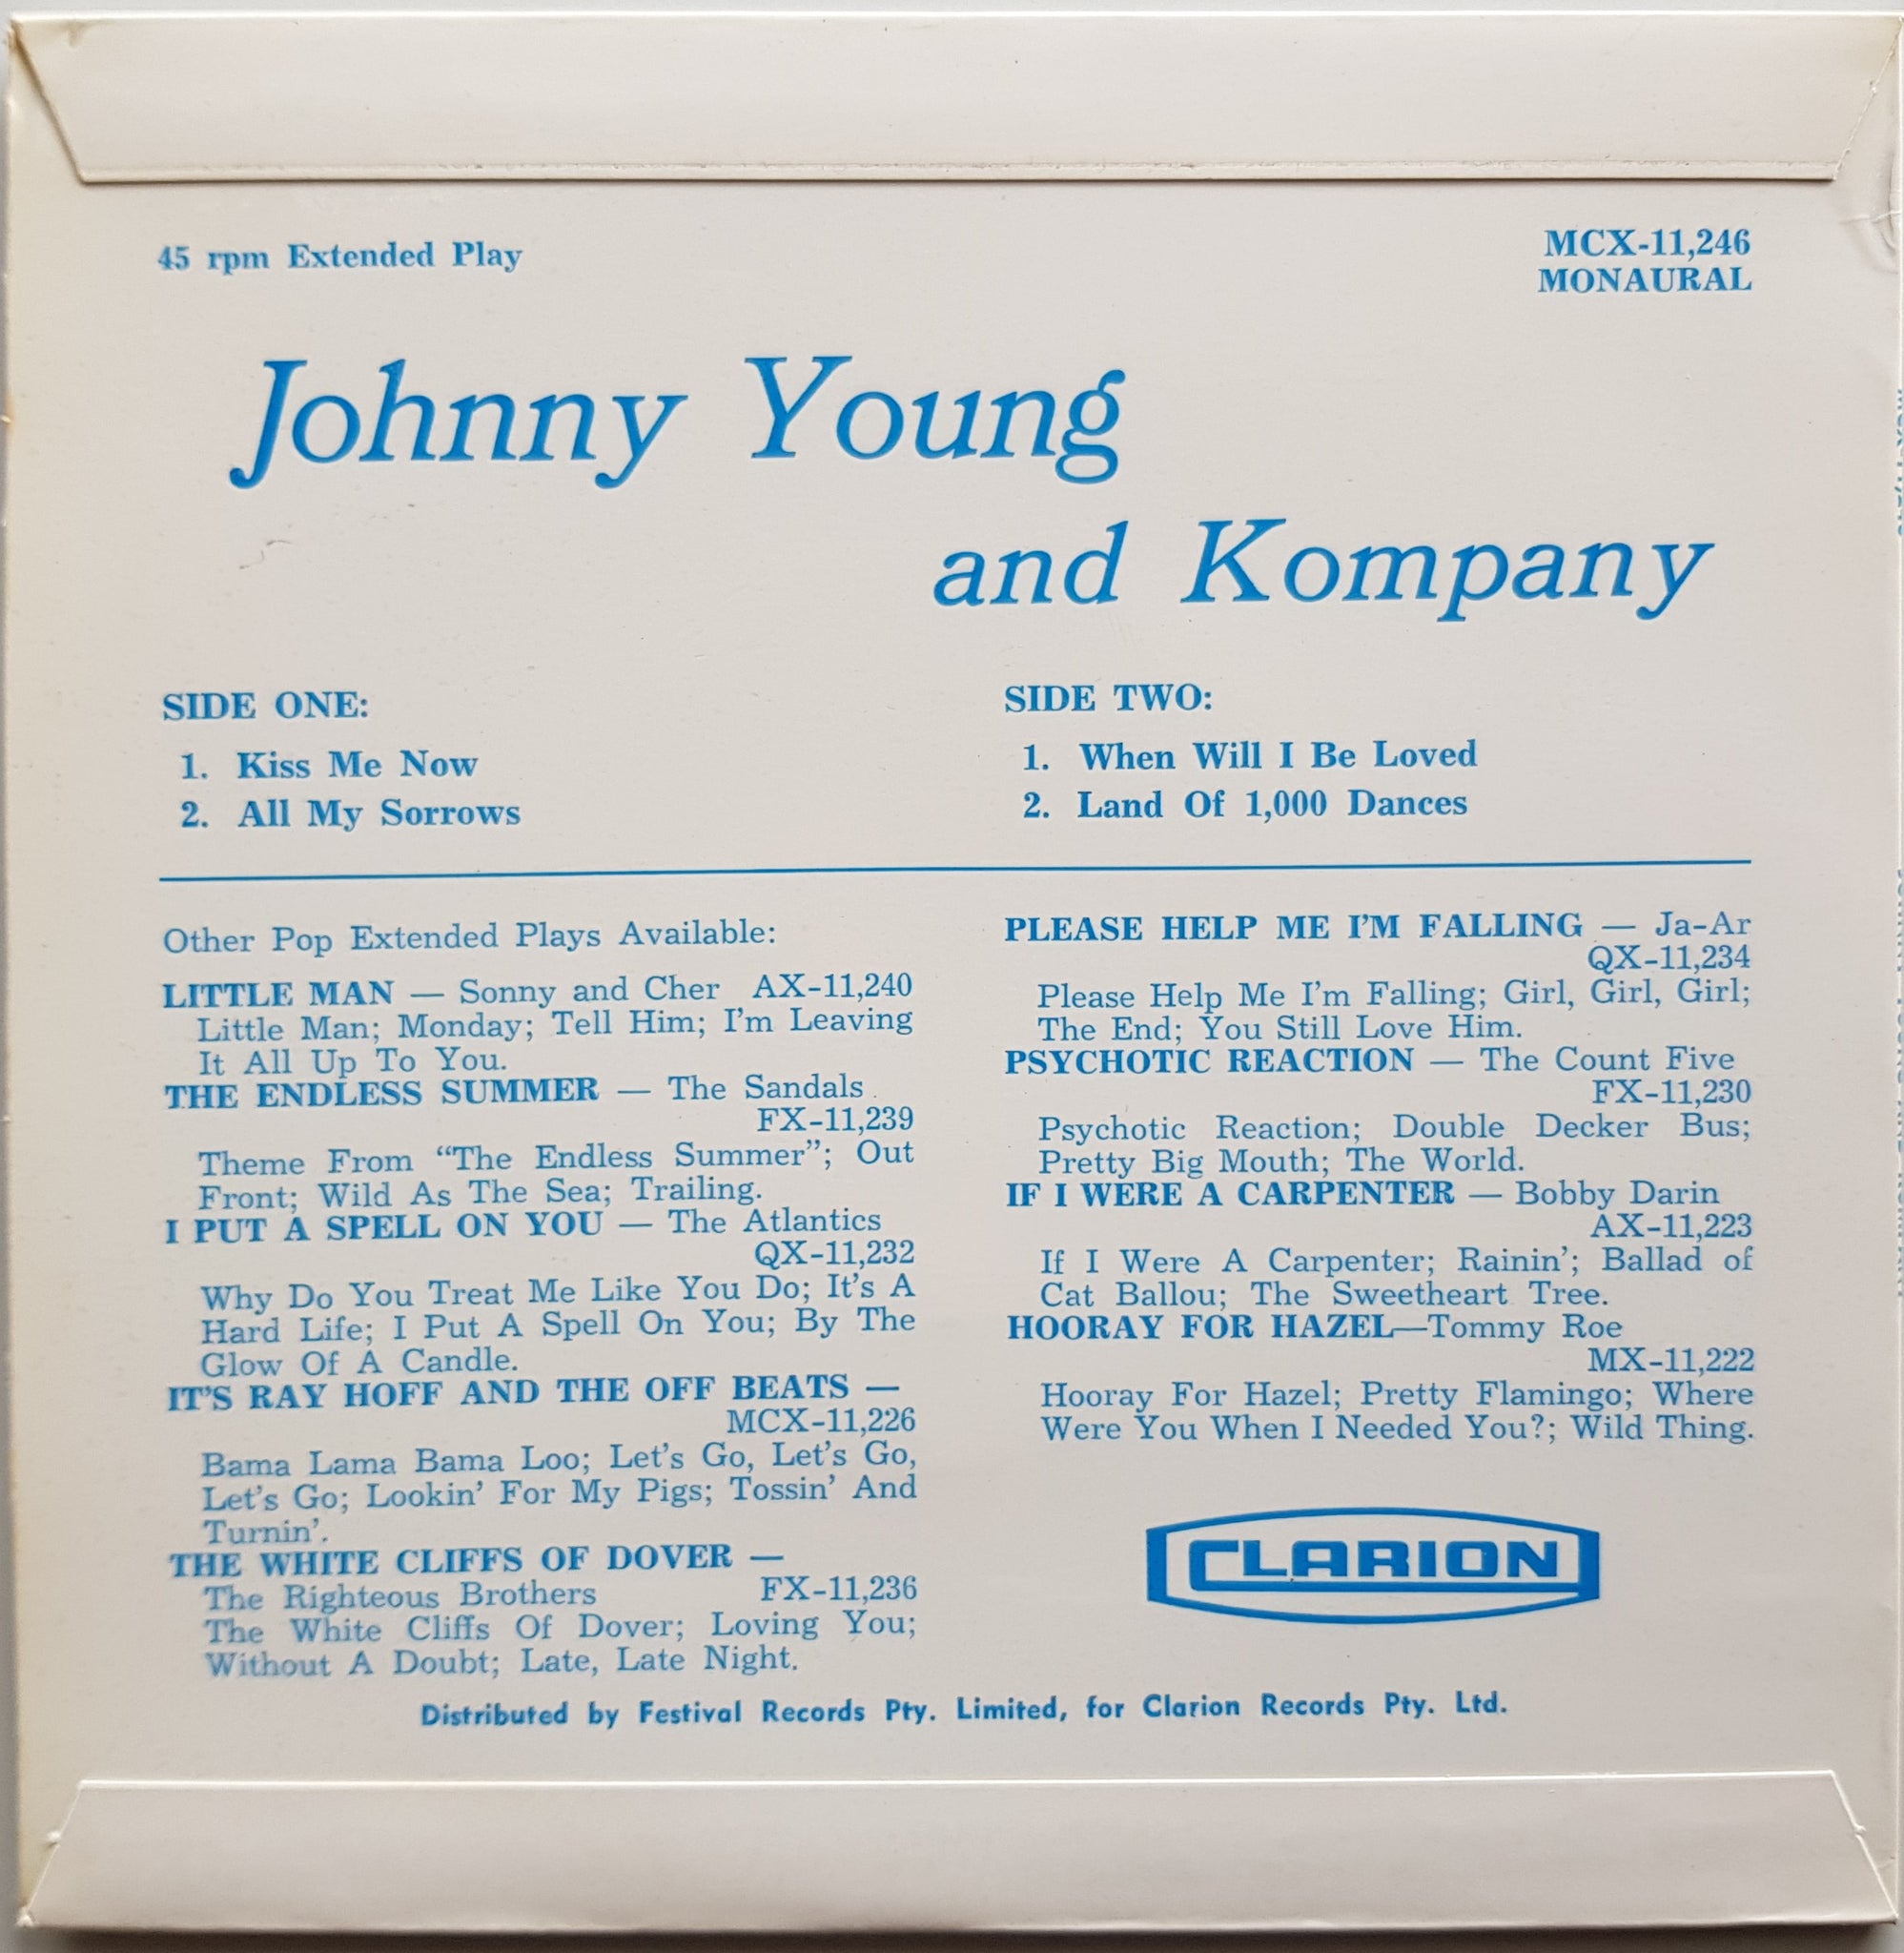 45 rpm Extended Play
MCX-11,246
MONAURAL
Johnny Young
and Kompany
SIDE ONE:
1. Kiss Me Now
2. All My Sorrows
SIDE TWO:
1. When Will I Be Loved
2. Land Of 1,000 Dances
Other Pop Extended Plays Available:
LITTLE MAN — Sonny and Cher AX-11,240
Little Man; Monday; Tell Him; I'm Leaving
It All Up To You.
THE ENDLESS SUMMER — The Sandals
FX-11,239
Theme From “The Endless Summer”; Out
Front; Wild As The Sea; Trailing.
I PUT A SPELL ON YOU — The Atlantics
QX-11,232
Why Do You Treat Me Like You Do; It's A
Hard Life; I Put A Spell On You; By The
Glow Of A Candle.
IT'S RAY HOFF AND THE OFF BEATS —
MCX-11,226
Bama Lama Bama Loo; Let's Go, Let's Go,
Let's Go; Lookin' For My Pigs; Tossin' And
Turnin'.
THE WHITE CLIFFS OF DOVER —
The Righteous Brothers FX-11,236
The White Cliffs Of Dover; Loving You;
Without A Doubt; Late, Late Night.
PLEASE HELP ME I'M FALLING — Ja-Ar
QX-11,234
Please Help Me I'm Falling; Girl, Girl, Girl;
The End; You Still Love Him.
PSYCHOTIC REACTION — The Count Five
FX-11,230
Psychotic Reaction; Double Decker Bus;
Pretty Big Mouth; The World.
IF I WERE A CARPENTER — Bobby Darin
AX-11,223
If I Were A Carpenter; Rainin'; Ballad of
Cat Ballou; The Sweetheart Tree.
HOORAY FOR HAZEL—Tommy Roe
MX-11,222
Hooray For Hazel; Pretty Flamingo; Where
Were You When I Needed You?; Wild Thing.
CLARION
Distributed by Festival Records Pty. Limited, for Clarion Records Pty. Ltd.